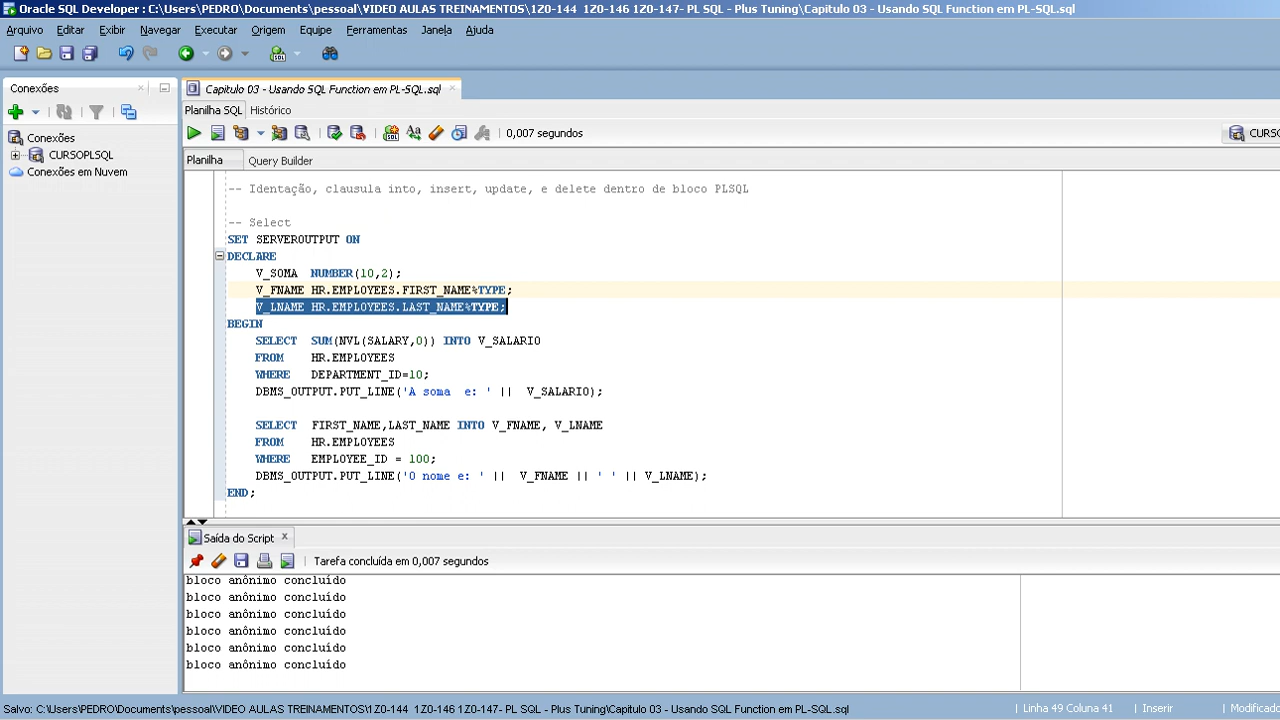 Oracle SQL Developer : C:\Users\PEDRO\Documents\pessoal\VIDEO AULAS TREINAMENTOS\1Z0-144 1Z0-146 1Z0-147- PL SQL - Plus Tuning\Capitulo 03 - Usando SQL Function em PL-SQL.sql
Arquivo Editar Exibir Navegar Executar Origem Equipe Ferramentas Janela Ajuda
Conexões
Capitulo 03 - Usando SQL Function em PL-SQL.sql
Planilha SQL Histórico
0,007 segundos
CURSO
Conexões
CURSOPLSQL
Conexões em Nuvem
Planilha Query Builder
-- Identação, clausula into, insert, update, e delete dentro de bloco PLSQL
-- Select
SET SERVEROUTPUT ON
DECLARE
V_SOMA NUMBER(10,2);
V_FNAME HR.EMPLOYEES.FIRST_NAME%TYPE;
V_LNAME HR.EMPLOYEES.LAST_NAME%TYPE;
BEGIN
SELECT SUM(NVL(SALARY,0)) INTO V_SALARIO
FROM HR.EMPLOYEES
WHERE DEPARTMENT_ID=10;
DBMS_OUTPUT.PUT_LINE('A soma e: ' || V_SALARIO);
SELECT FIRST_NAME,LAST_NAME INTO V_FNAME, V_LNAME
FROM HR.EMPLOYEES
WHERE EMPLOYEE_ID = 100;
DBMS_OUTPUT.PUT_LINE('O nome e: ' || V_FNAME || ' ' || V_LNAME);
END;
Saída do Script
Tarefa concluída em 0,007 segundos
bloco anônimo concluído
bloco anônimo concluído
bloco anônimo concluído
bloco anônimo concluído
bloco anônimo concluído
bloco anônimo concluído
Salvo: C:\Users\PEDRO\Documents\pessoal\VIDEO AULAS TREINAMENTOS\1Z0-144 1Z0-146 1Z0-147- PL SQL - Plus Tuning\Capitulo 03 - Usando SQL Function em PL-SQL.sql
Linha 49 Coluna 41 Inserir Modificado